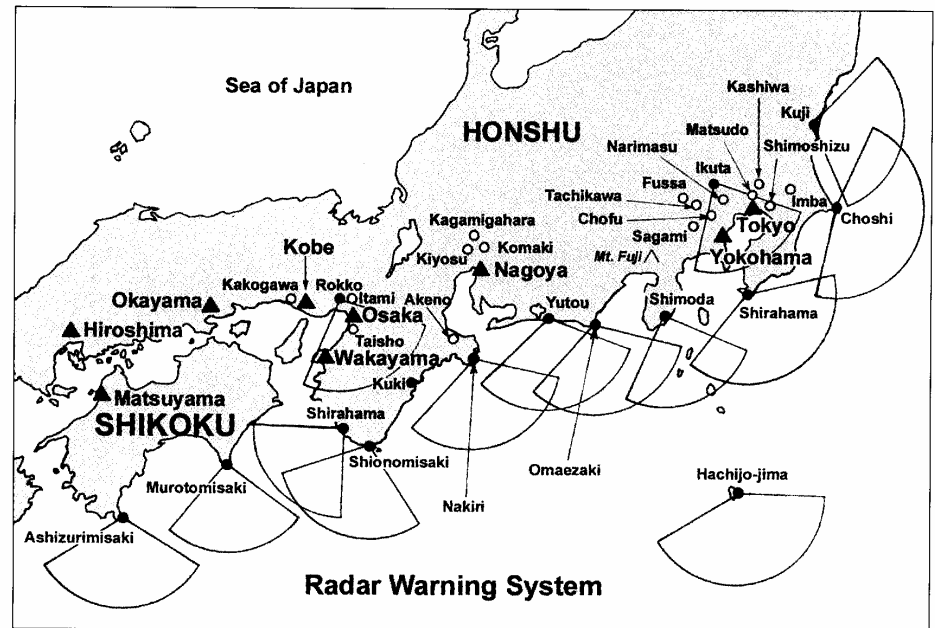 Sea of Japan
HONSHU
Kashiwa
Kuji
Matsudo
Narimasu
Shimoshizu
Ikuta
Fussa
Tachikawa
Imba
Choshi
Chofu
Tokyo
Sagami
Kagamigahara
Kiyosu
Komaki
Mt. Fuji
Yokohama
Kobe
Nagoya
Kakogawa
Rokko
Itami
Okayama
Akeno
Yutou
Shimoda
Shirahama
Osaka
Hiroshima
Taisho
Wakayama
Kuki
Matsuyama
SHIKOKU
Shirahama
Shionomisaki
Omaezaki
Hachijo-jima
Murotomisaki
Nakiri
Ashizurimisaki
Radar Warning System